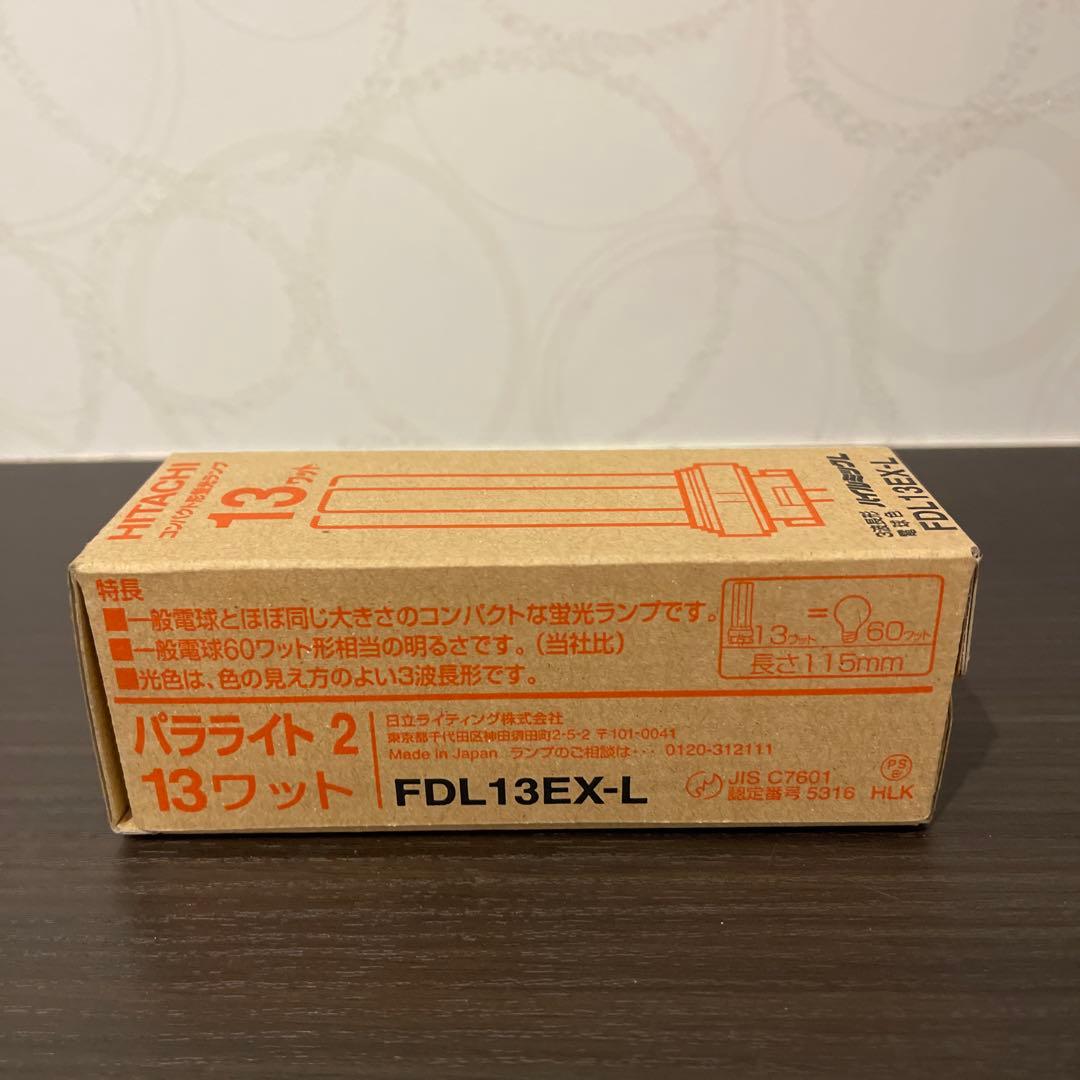 HITACHI
コンパクト形蛍光ランプ
13ワット
3波長形 ハイルミックL
電球色
FDL13EX-L
特長
■一般電球とほぼ同じ大きさのコンパクトな蛍光ランプです。
■一般電球60ワット形相当の明るさです。(当社比)
■光色は、色の見え方のよい3波長形です。
13ワット = 60ワット
長さ115mm
パラライト2
13ワット
日立ライティング株式会社
東京都千代田区神田須田町2-5-2 〒101-0041
Made in Japan ランプのご相談は… 0120-312111
FDL13EX-L
JIS C7601
認定番号 5316
PS
E
HLK